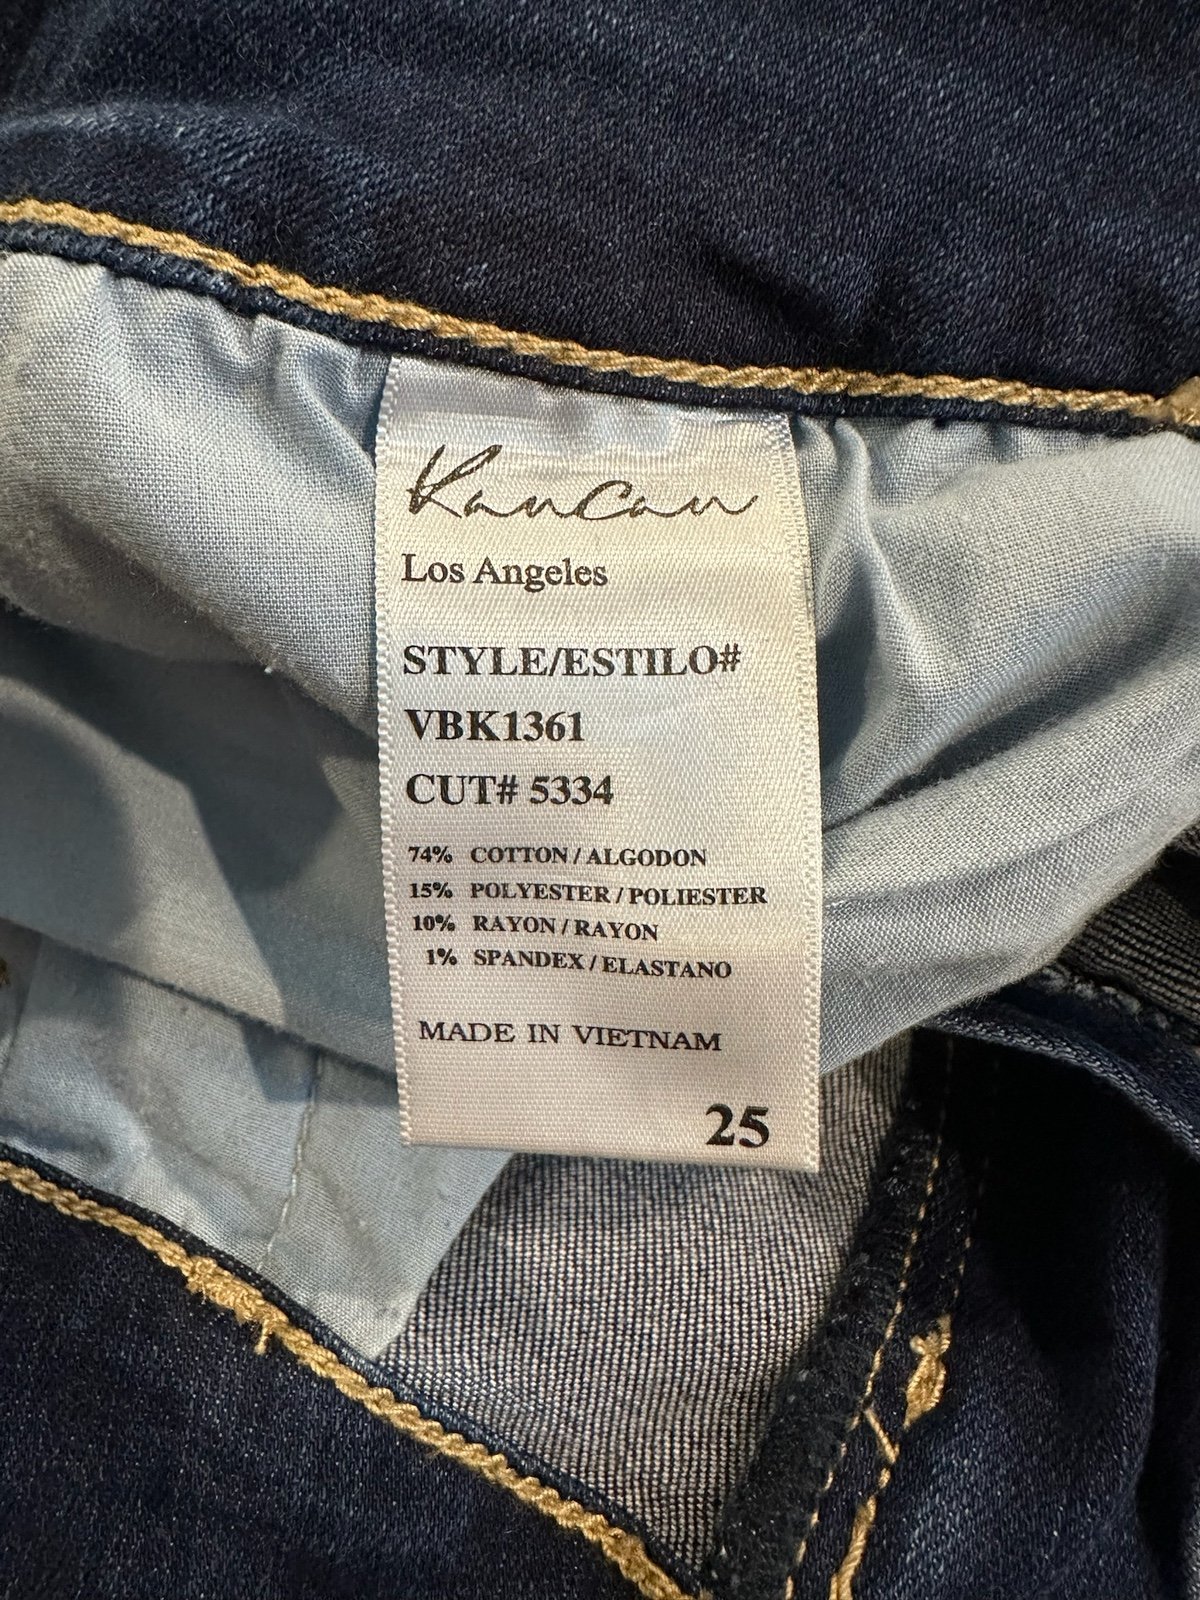 KanCan
Los Angeles
STYLE/ESTILO#
VBK1361
CUT# 5334
74% COTTON / ALGODON
15% POLYESTER / POLIESTER
10% RAYON / RAYON
1% SPANDEX / ELASTANO
MADE IN VIETNAM
25